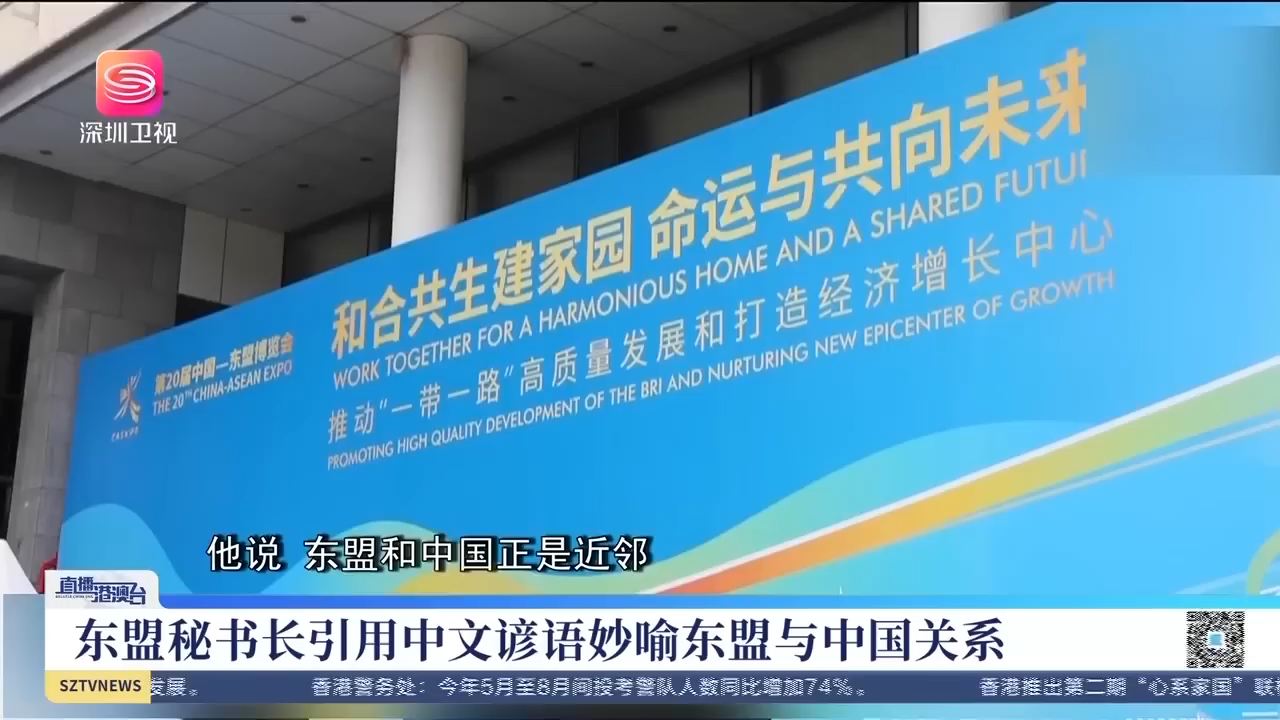 深圳卫视
和合共生建家园 命运与共向未来
WORK TOGETHER FOR A HARMONIOUS HOME AND A SHARED
第20届中国—东盟博览会
THE 20TH CHINA-ASEAN EXPO
CAEXPO
推动"一带一路"高质量发展和打造经济增长中心
PROMOTING HIGH QUALITY DEVELOPMENT OF THE BRI AND NURTURING NEW EPICENTER OF GROWTH
他说 东盟和中国正是近邻
直播港澳台
东盟秘书长引用中文谚语妙喻东盟与中国关系
SZTVNEWS
发展。 香港警务处：今年5月至8月间投考警队人数同比增加74%。 香港推出第二期“心系家国”联